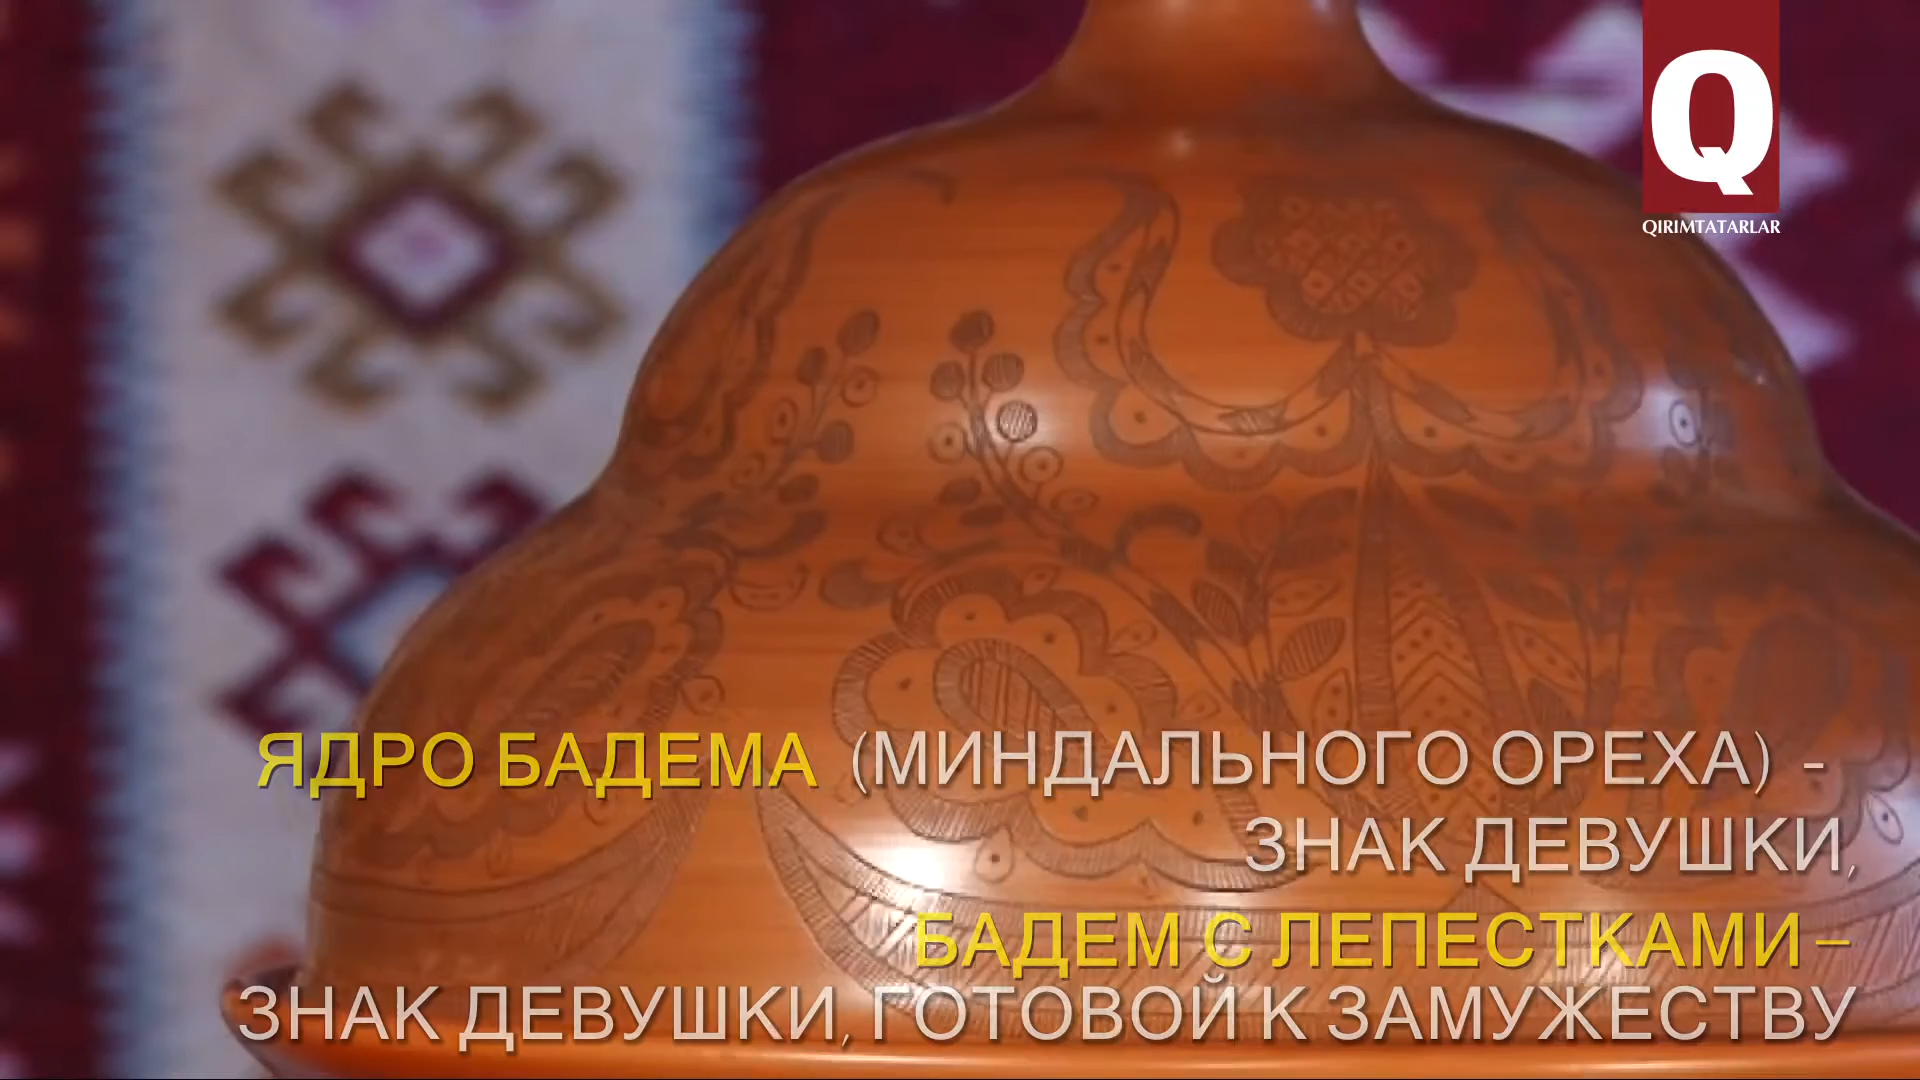 Q
QIRIMTATARLAR
ЯДРО БАДЕМА (МИНДАЛЬНОГО ОРЕХА) -
ЗНАК ДЕВУШКИ,
БАДЕМ С ЛЕПЕСТКАМИ –
ЗНАК ДЕВУШКИ, ГОТОВОЙ К ЗАМУЖЕСТВУ